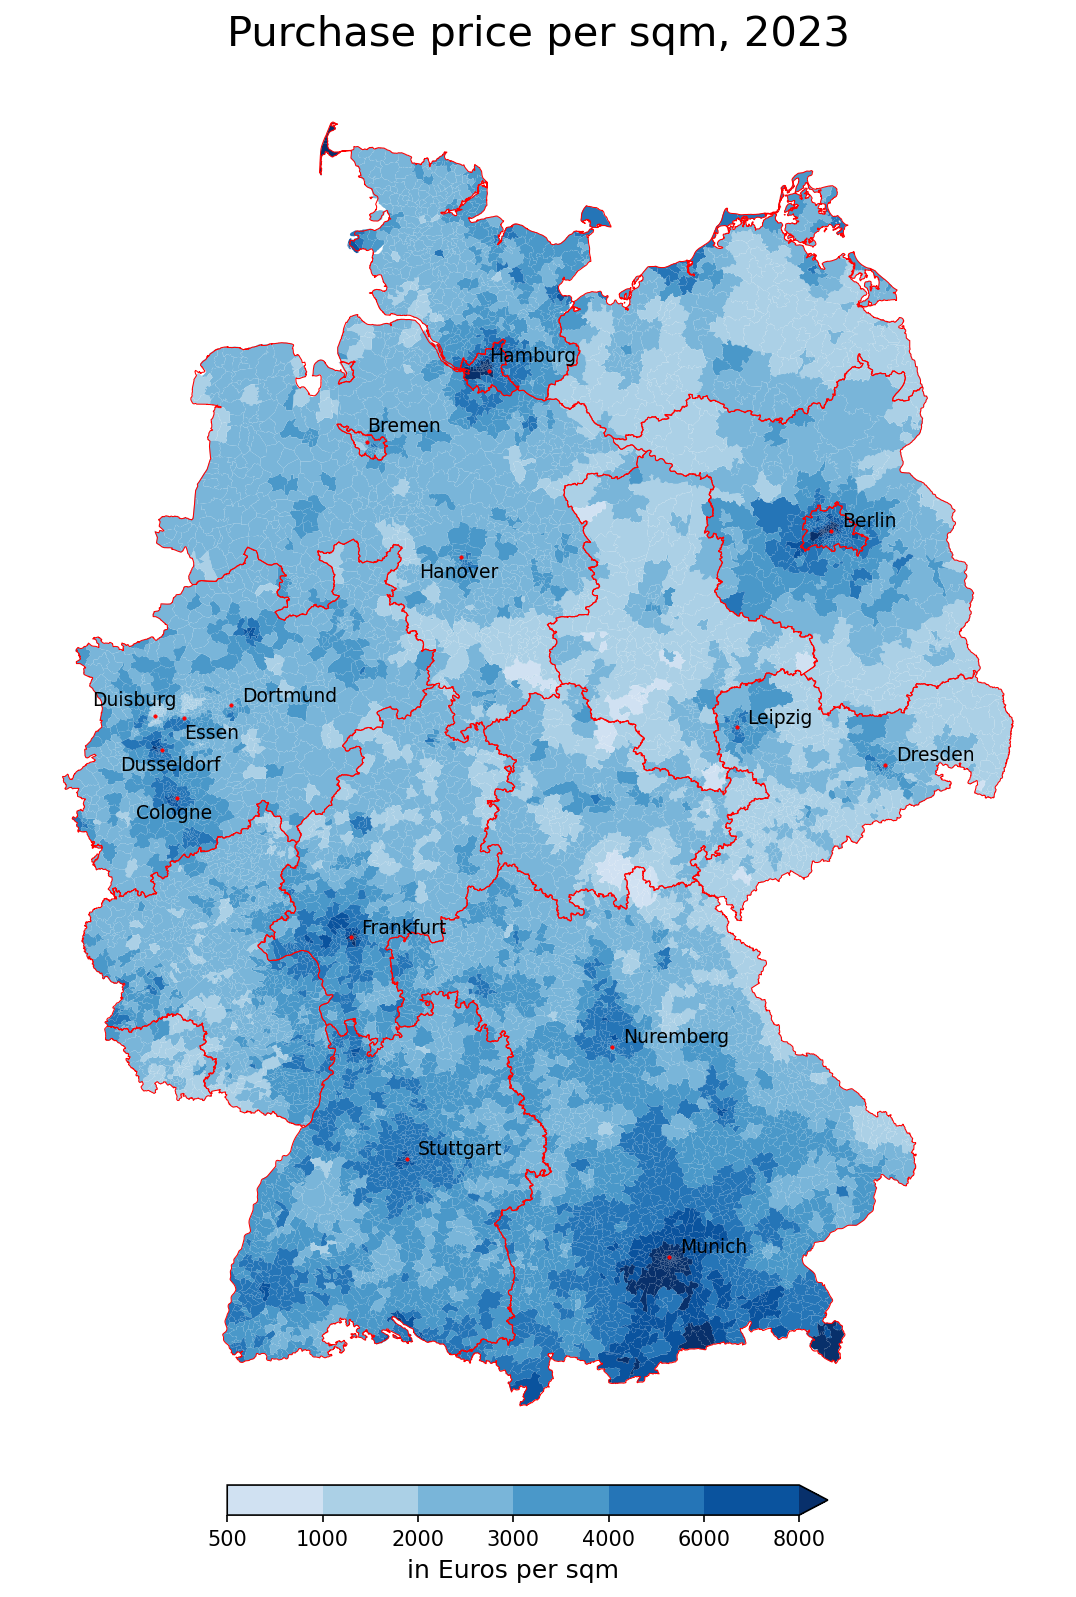 Purchase price per sqm, 2023
Hamburg
Bremen
Berlin
Hanover
Duisburg
Dortmund
Essen
Leipzig
Dusseldorf
Dresden
Cologne
Frankfurt
Nuremberg
Stuttgart
Munich
500 1000 2000 3000 4000 6000 8000
in Euros per sqm